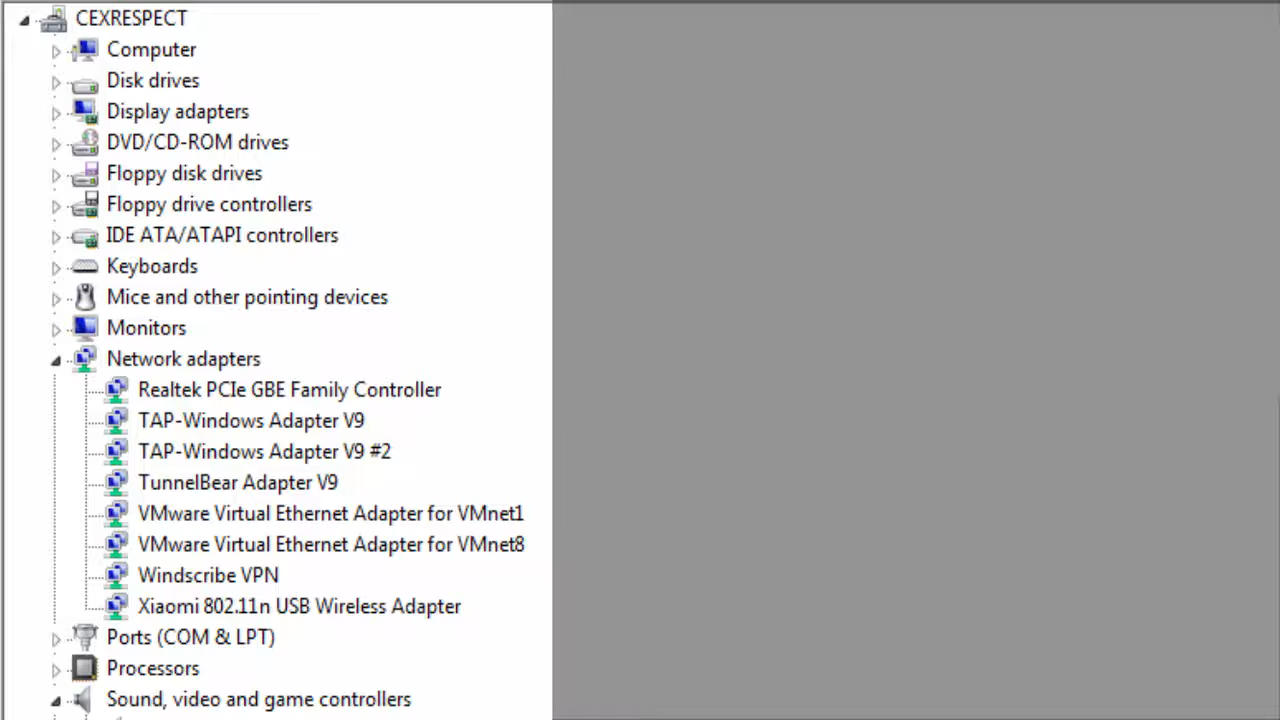 CEXRESPECT
Computer
Disk drives
Display adapters
DVD/CD-ROM drives
Floppy disk drives
Floppy drive controllers
IDE ATA/ATAPI controllers
Keyboards
Mice and other pointing devices
Monitors
Network adapters
Realtek PCIe GBE Family Controller
TAP-Windows Adapter V9
TAP-Windows Adapter V9 #2
TunnelBear Adapter V9
VMware Virtual Ethernet Adapter for VMnet1
VMware Virtual Ethernet Adapter for VMnet8
Windscribe VPN
Xiaomi 802.11n USB Wireless Adapter
Ports (COM & LPT)
Processors
Sound, video and game controllers